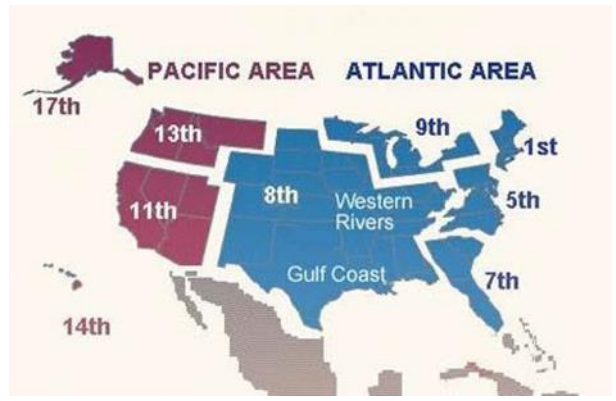 PACIFIC AREA
ATLANTIC AREA
17th
13th
9th
1st
8th
Western
Rivers
5th
11th
Gulf Coast
7th
14th